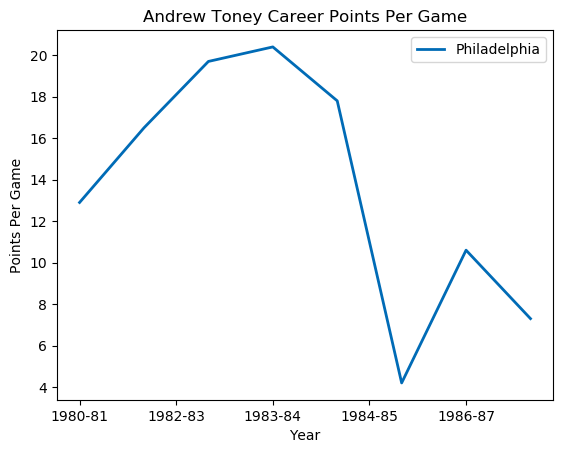 Andrew Toney Career Points Per Game
Philadelphia
20
18
16
14
12
10
8
6
4
Points Per Game
1980-81 1982-83 1983-84 1984-85 1986-87
Year